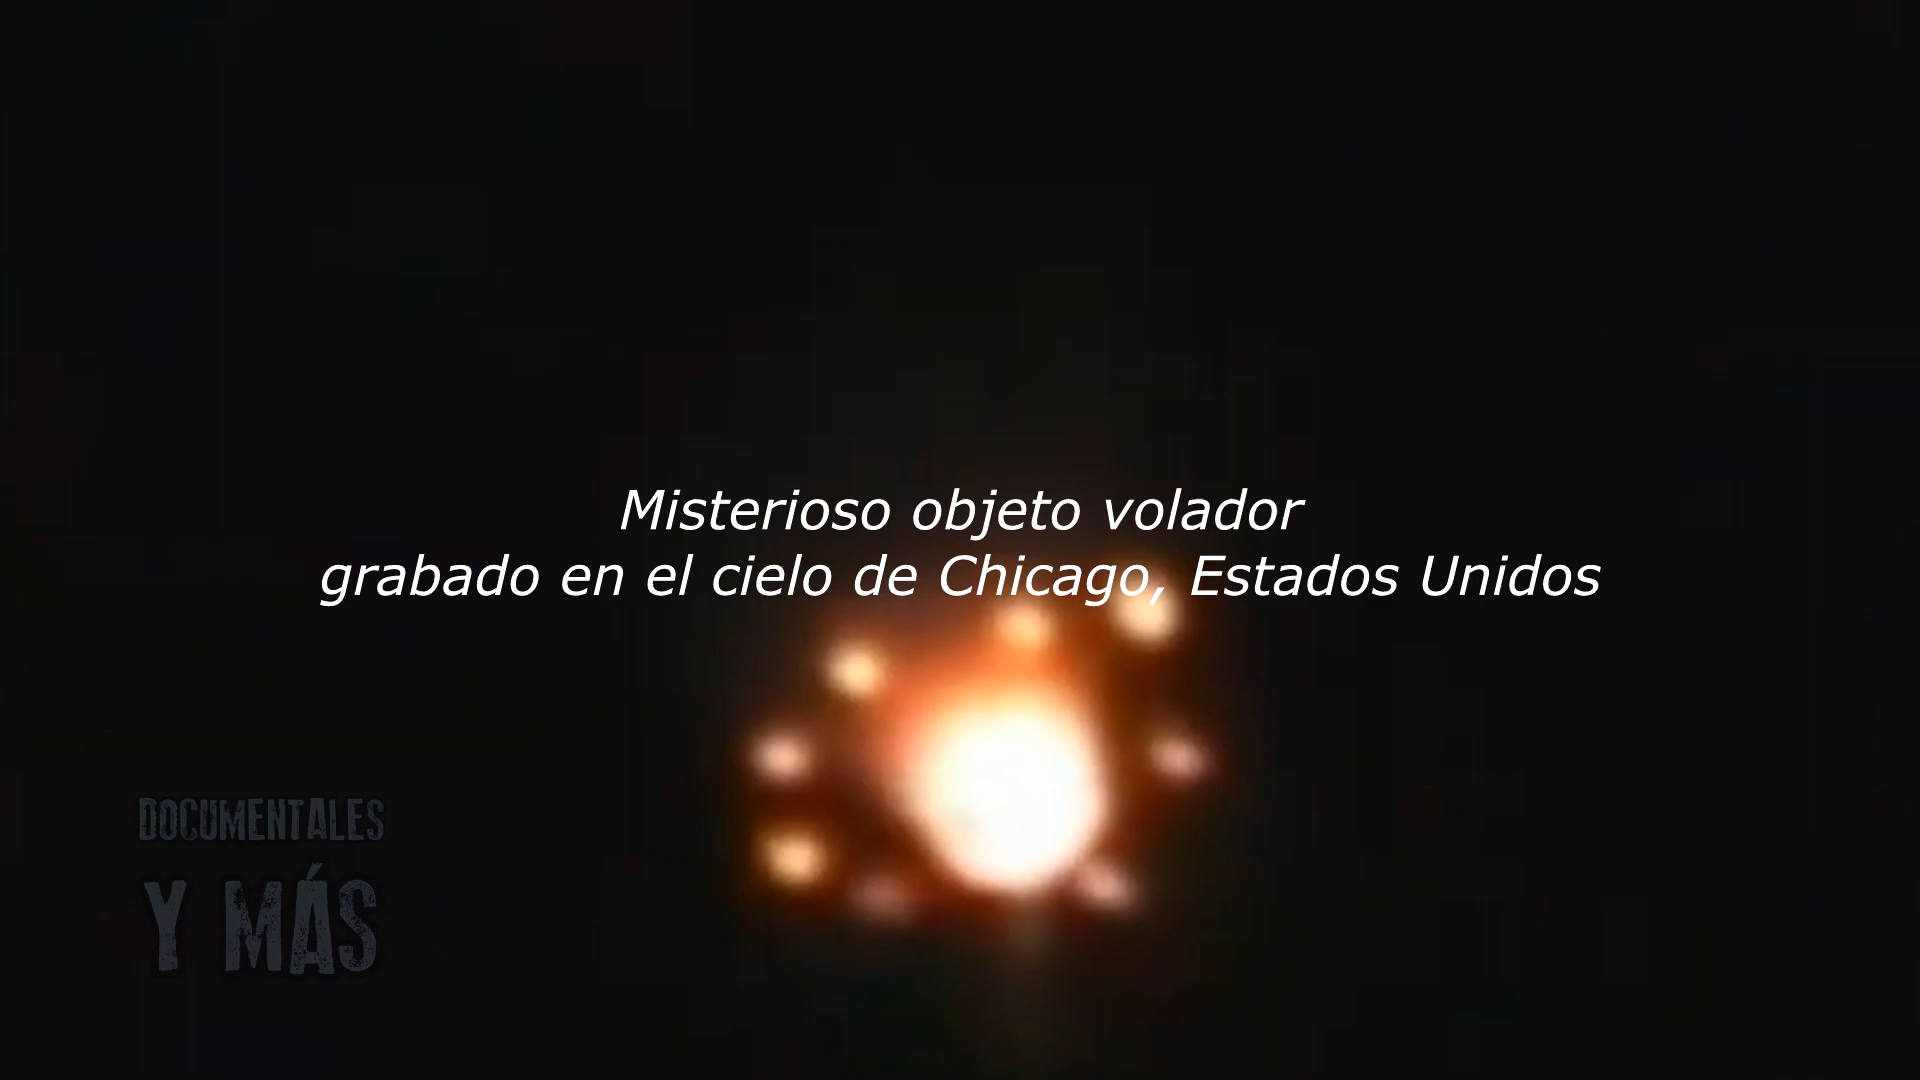 Misterioso objeto volador
grabado en el cielo de Chicago, Estados Unidos
DOCUMENTALES
Y MÁS